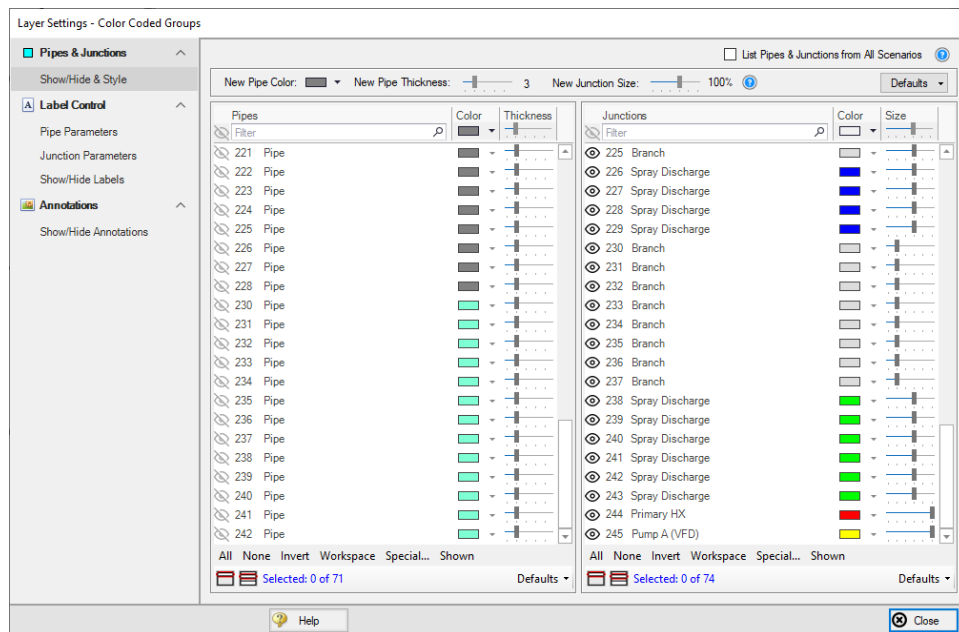 Layer Settings - Color Coded Groups
Pipes & Junctions
Show/Hide & Style
A Label Control
Pipe Parameters
Junction Parameters
Show/Hide Labels
Annotations
Show/Hide Annotations
List Pipes & Junctions from All Scenarios ?
New Pipe Color: New Pipe Thickness: 3 New Junction Size: 100% ? Defaults
Pipes Color Thickness
Filter
221 Pipe
222 Pipe
223 Pipe
224 Pipe
225 Pipe
226 Pipe
227 Pipe
228 Pipe
230 Pipe
231 Pipe
232 Pipe
233 Pipe
234 Pipe
235 Pipe
236 Pipe
237 Pipe
238 Pipe
239 Pipe
240 Pipe
241 Pipe
242 Pipe
All None Invert Workspace Special... Shown
Selected: 0 of 71 Defaults
Junctions Color Size
Filter
225 Branch
226 Spray Discharge
227 Spray Discharge
228 Spray Discharge
229 Spray Discharge
230 Branch
231 Branch
232 Branch
233 Branch
234 Branch
235 Branch
236 Branch
237 Branch
238 Spray Discharge
239 Spray Discharge
240 Spray Discharge
241 Spray Discharge
242 Spray Discharge
243 Spray Discharge
244 Primary HX
245 Pump A (VFD)
All None Invert Workspace Special... Shown
Selected: 0 of 74 Defaults
? Help
Close